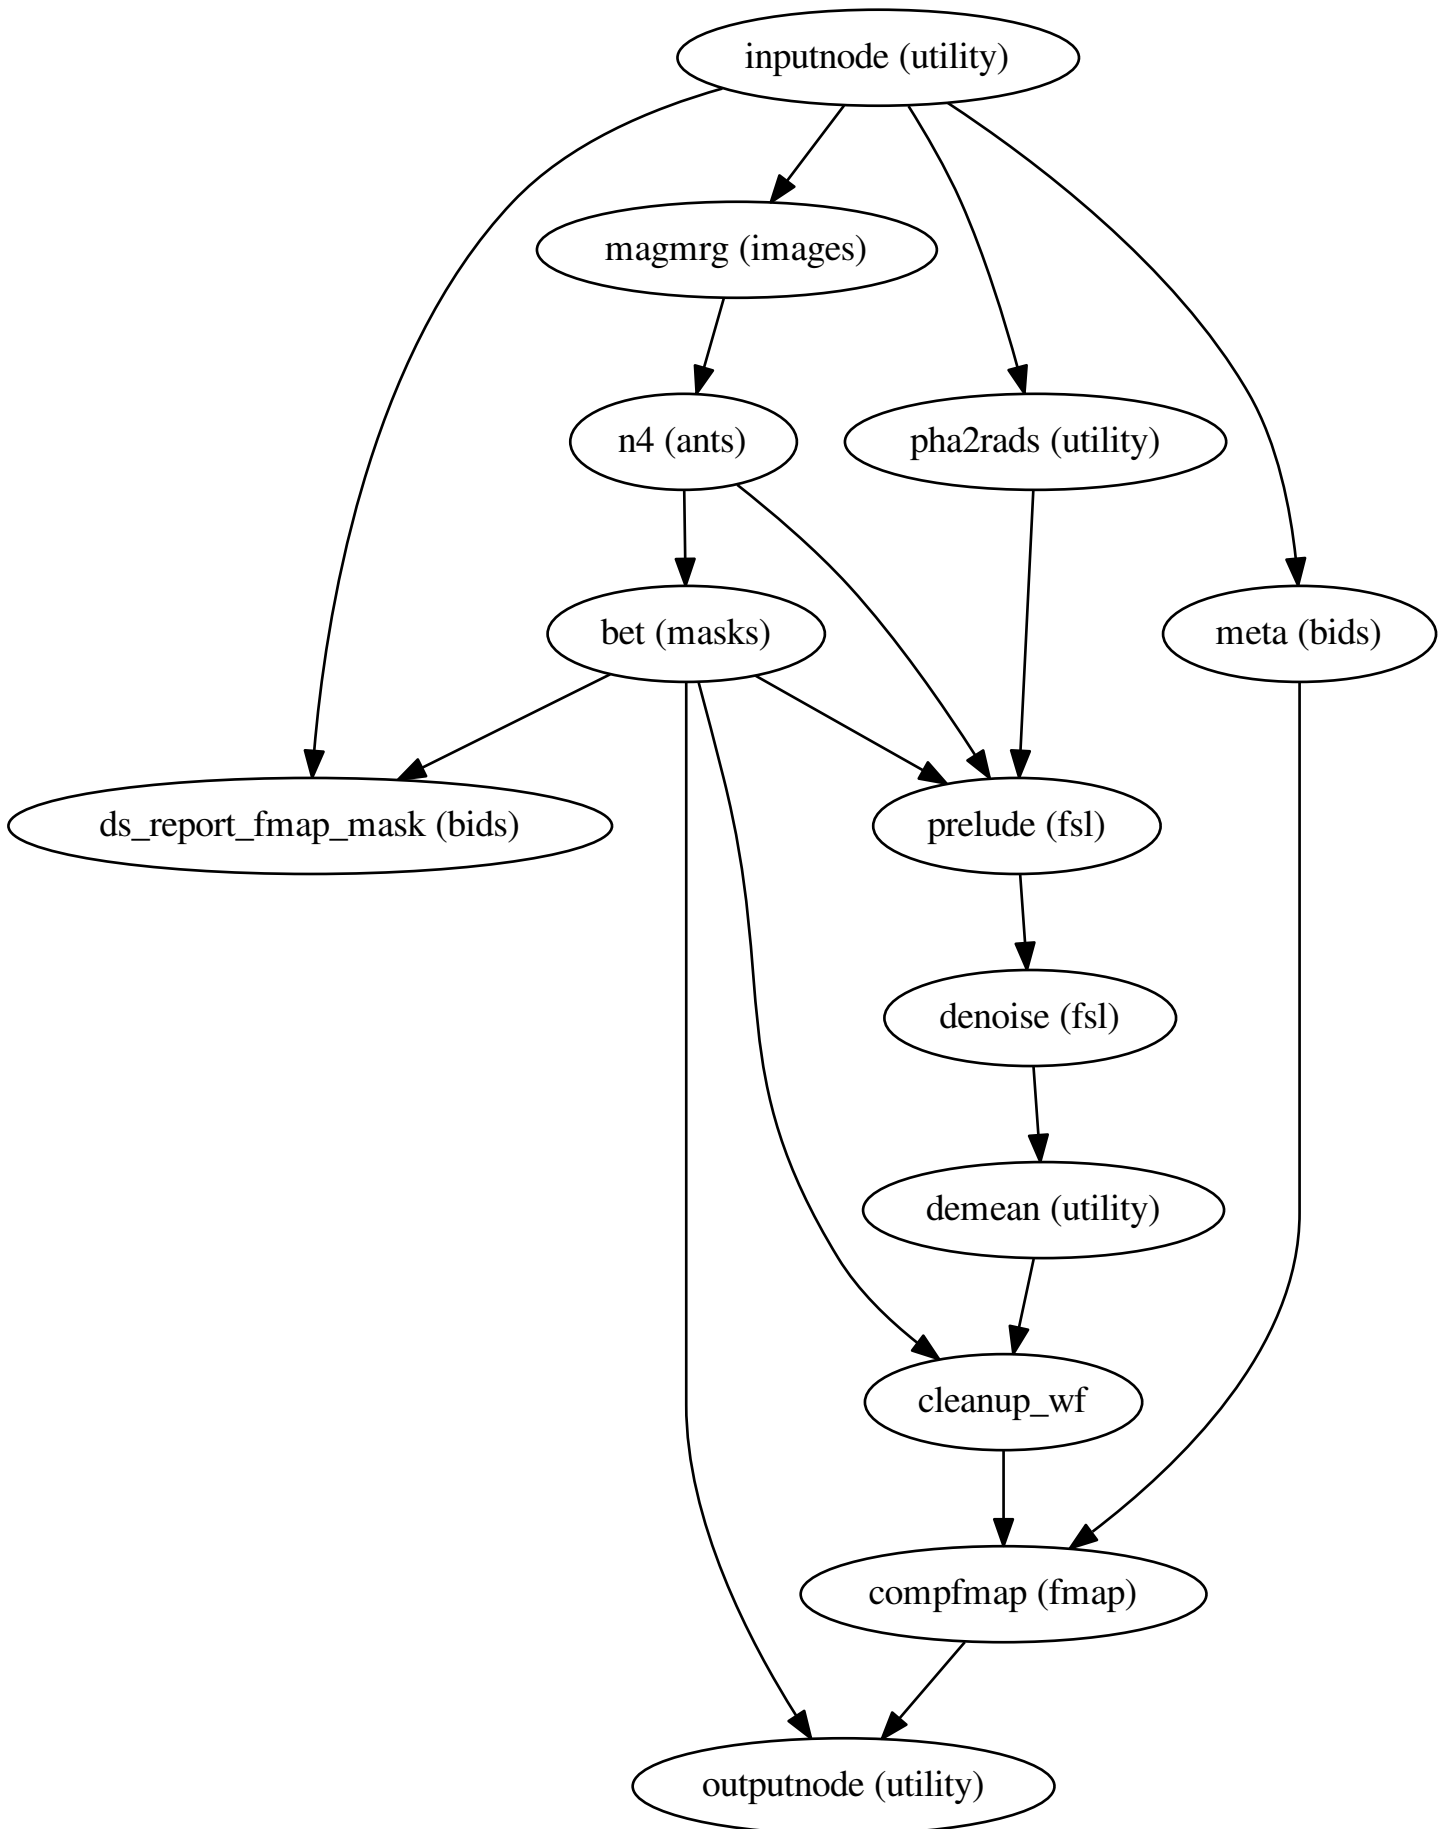 inputnode (utility)
magmrg (images)
n4 (ants)
pha2rads (utility)
bet (masks)
meta (bids)
ds_report_fmap_mask (bids)
prelude (fsl)
denoise (fsl)
demean (utility)
cleanup_wf
compfmap (fmap)
outputnode (utility)